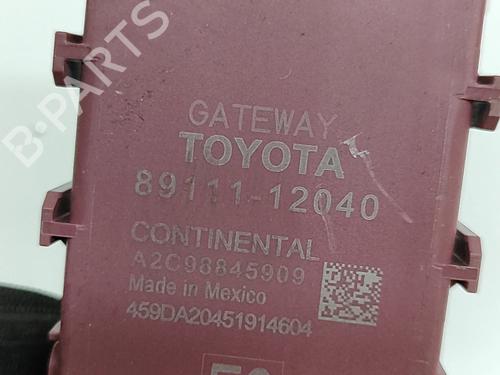 B-PARTS
GATEWAY
TOYOTA
89111-12040
CONTINENTAL
A2C98845909
Made in Mexico
459DA20451914604